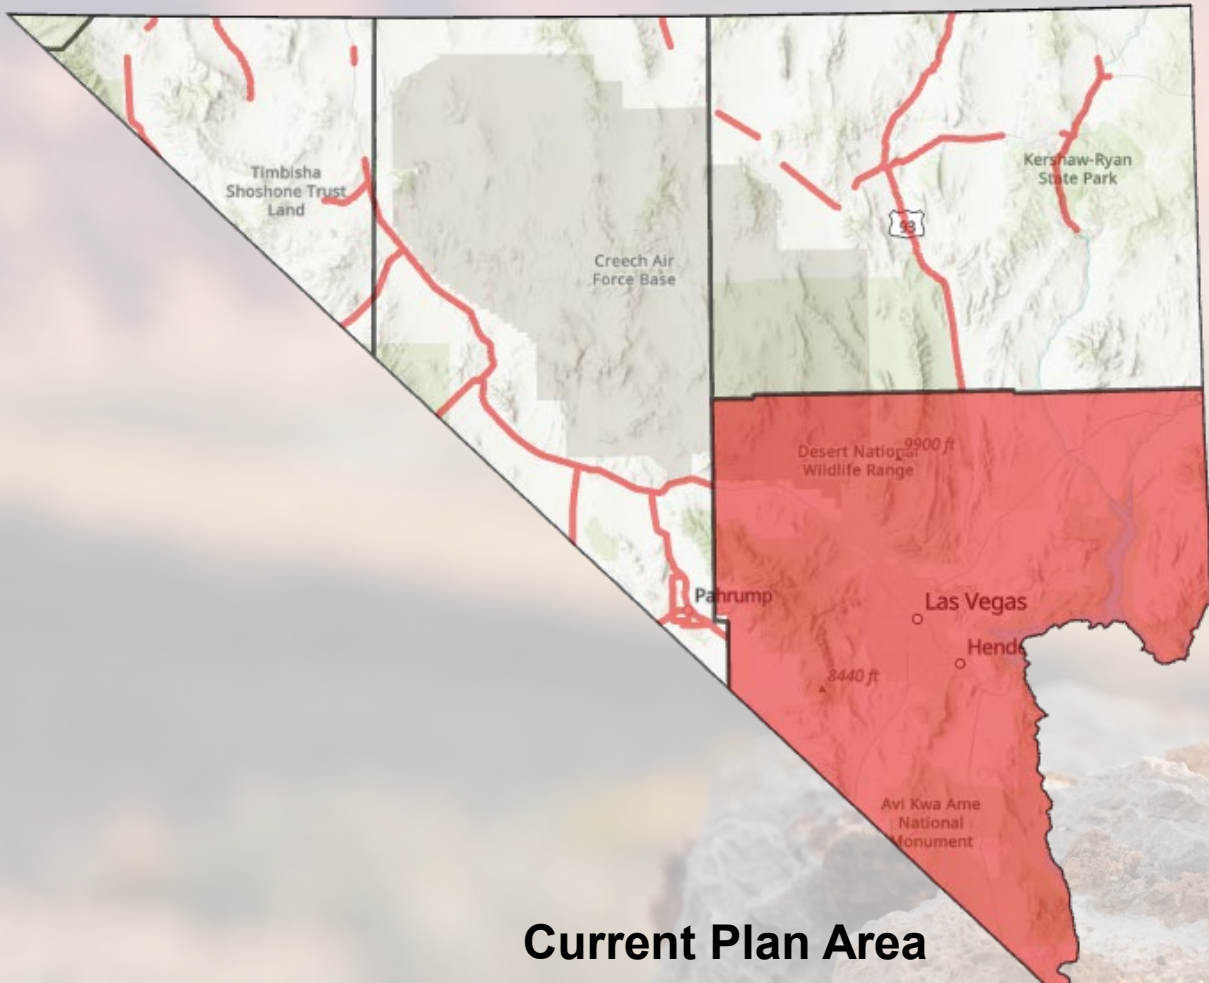 Timbisha
Shoshone Trust
Land
Kershaw-Ryan
State Park
93
Creech Air
Force Base
9900 ft
Desert National
Wildlife Range
Pahrump
Las Vegas
Hende
8440 ft
Avi Kwa Ame
National
Monument
Current Plan Area